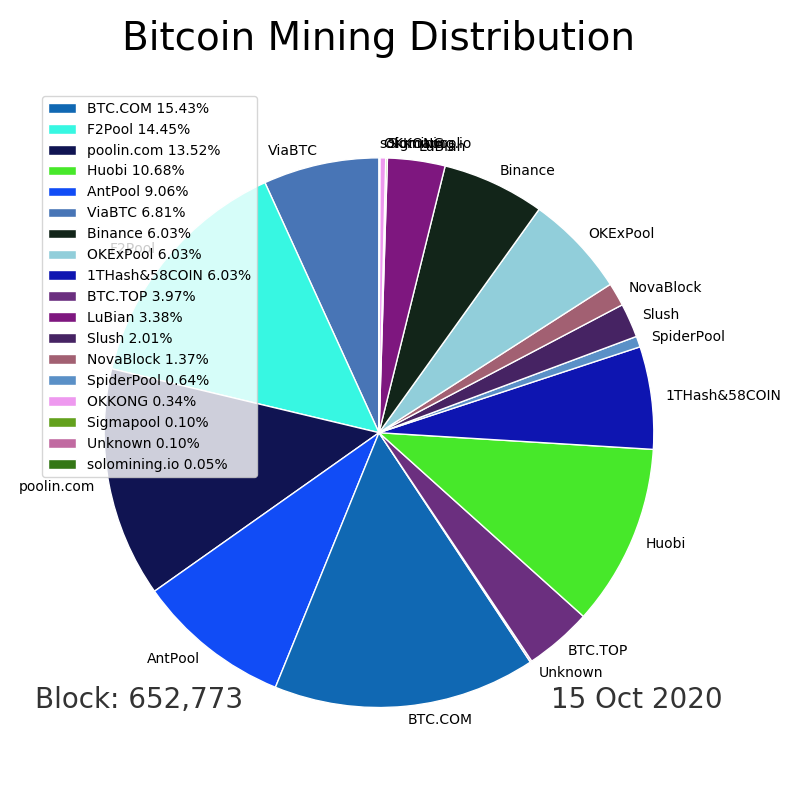 Bitcoin Mining Distribution
BTC.COM 15.43%
F2Pool 14.45%
poolin.com 13.52%
Huobi 10.68%
AntPool 9.06%
ViaBTC 6.81%
Binance 6.03%
OKExPool 6.03%
1THash&58COIN 6.03%
BTC.TOP 3.97%
LuBian 3.38%
Slush 2.01%
NovaBlock 1.37%
SpiderPool 0.64%
OKKONG 0.34%
Sigmapool 0.10%
Unknown 0.10%
solomining.io 0.05%
ViaBTC
F2Pool
poolin.com
AntPool
BTC.COM
Unknown
BTC.TOP
Huobi
1THash&58COIN
SpiderPool
Slush
NovaBlock
OKExPool
Binance
LuBian
Block: 652,773
15 Oct 2020